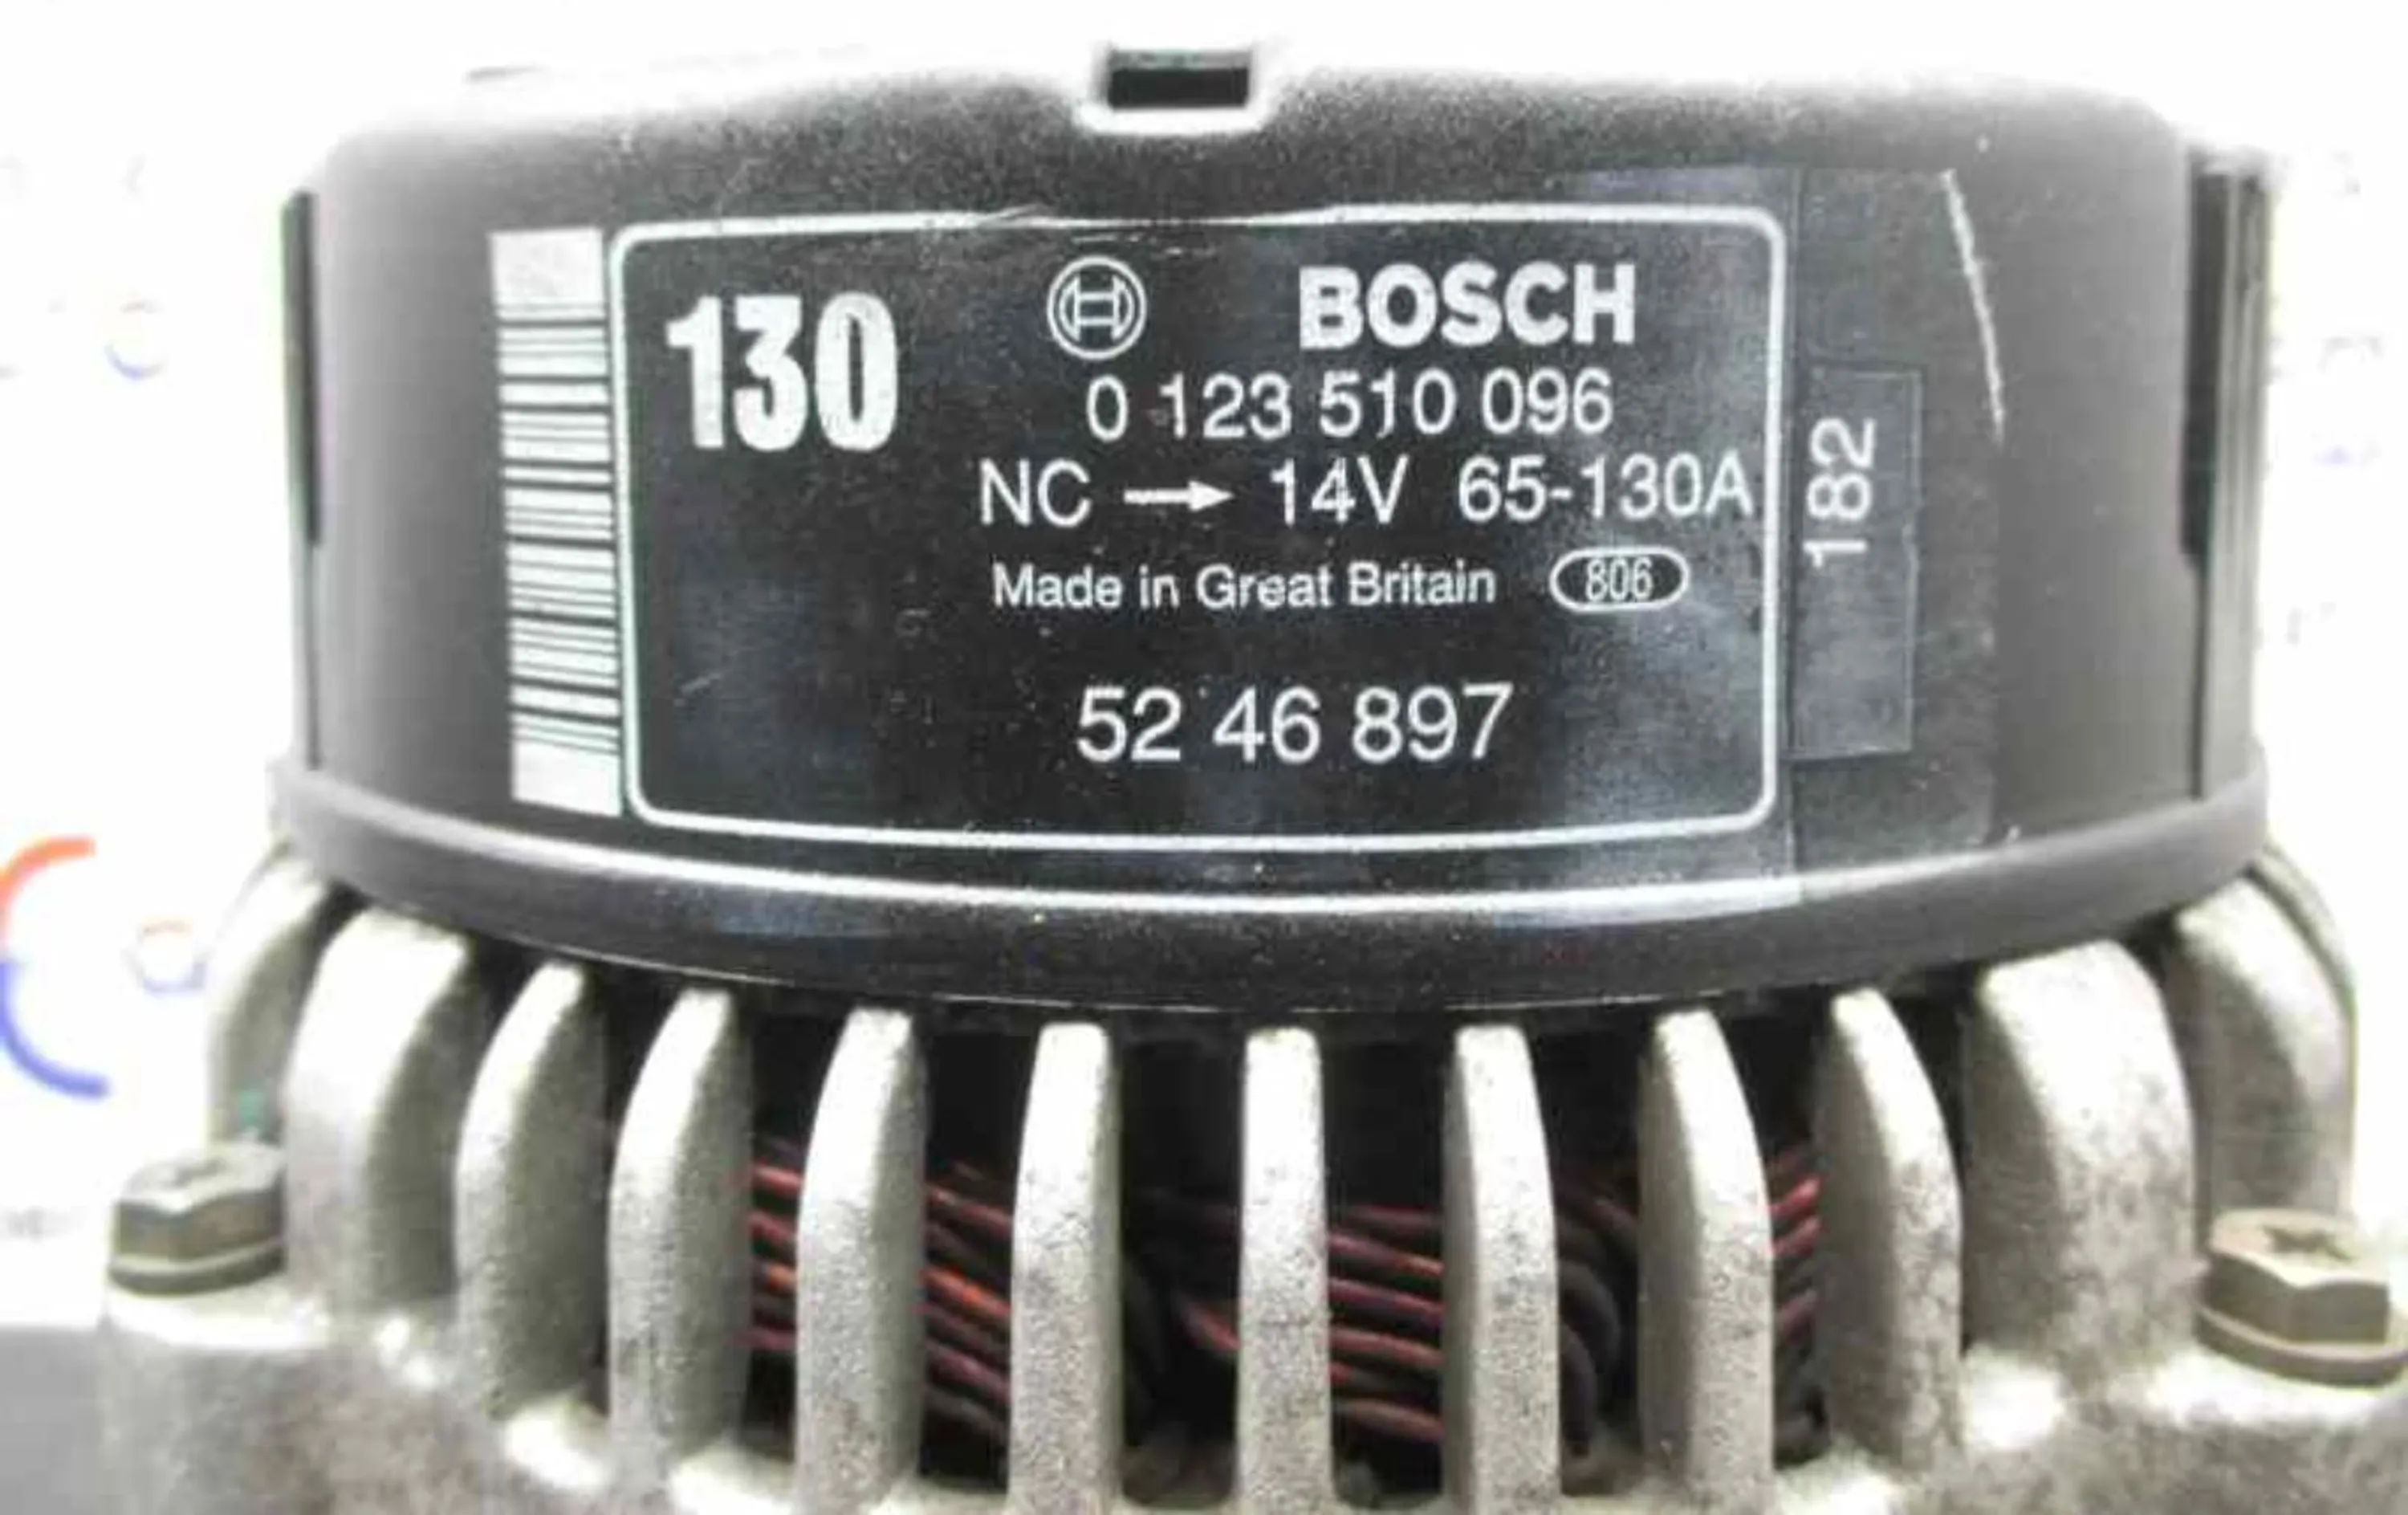 130
BOSCH
0 123 510 096
NC → 14V 65-130A
Made in Great Britain 806
52 46 897
182